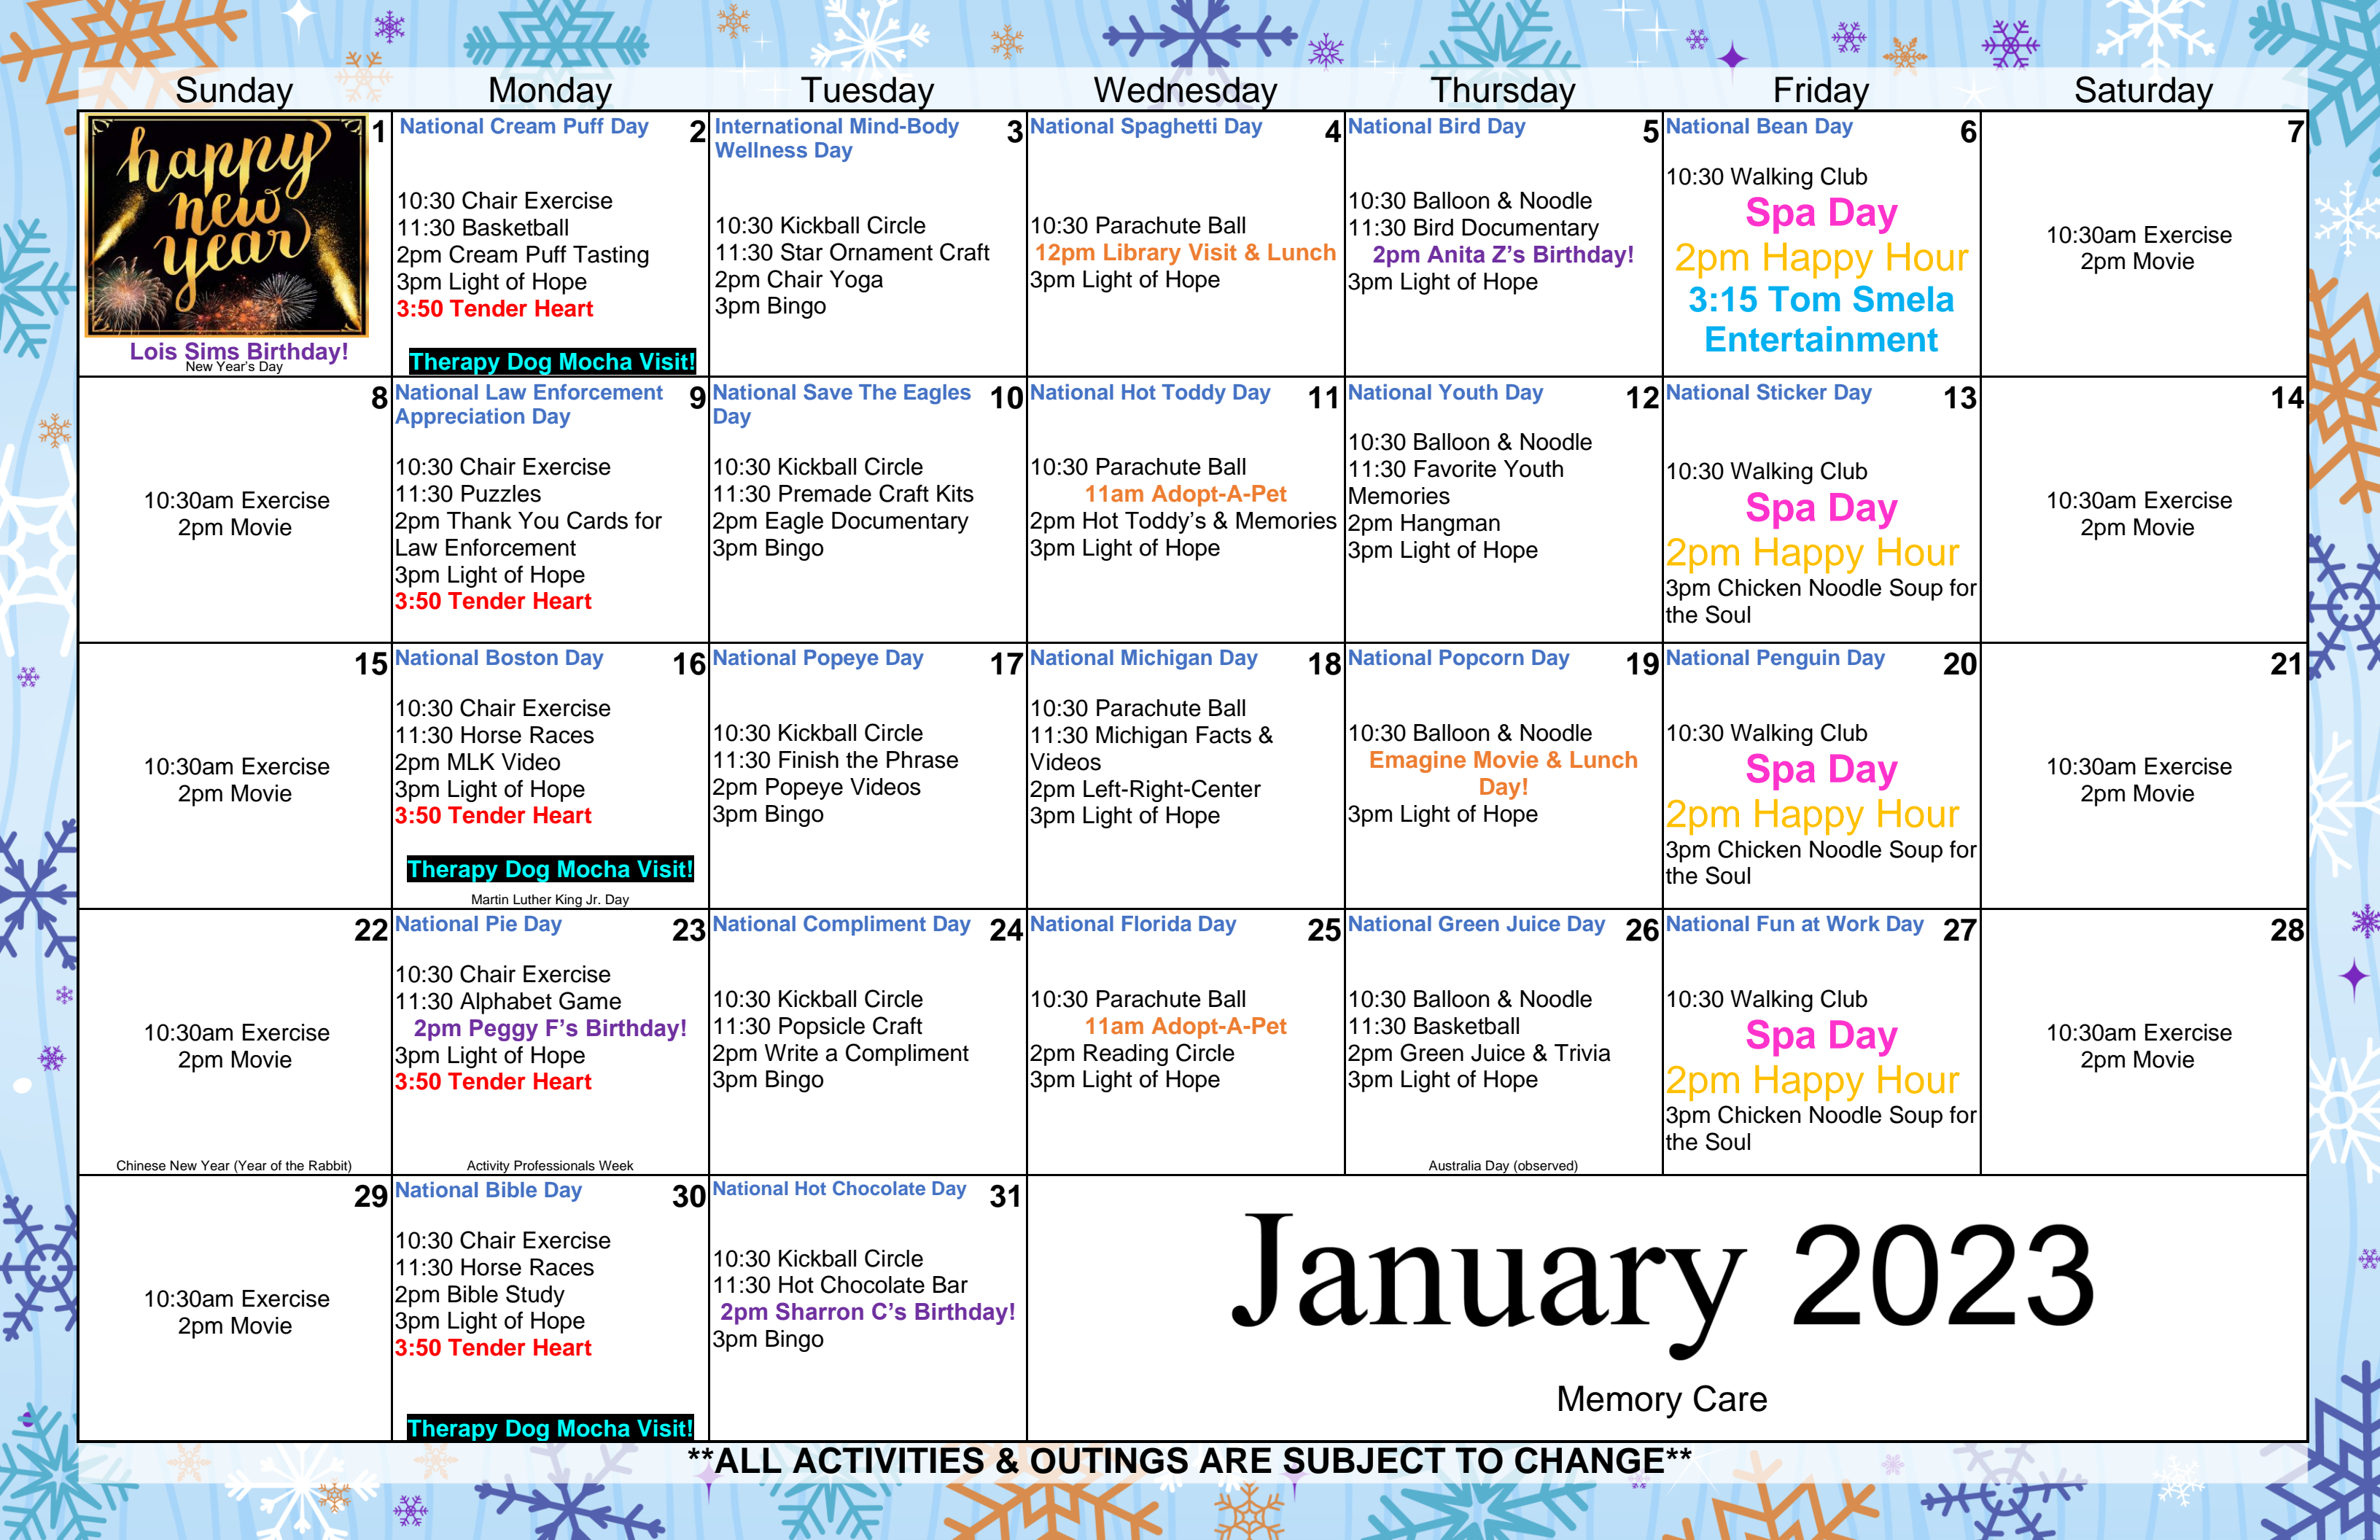 Sunday
Monday
Tuesday
Wednesday
Thursday
Friday
Saturday
1
happy
new
year
Lois Sims Birthday!
New Year's Day
National Cream Puff Day
2
10:30 Chair Exercise
11:30 Basketball
2pm Cream Puff Tasting
3pm Light of Hope
3:50 Tender Heart
Therapy Dog Mocha Visit!
International Mind-Body
Wellness Day
3
10:30 Kickball Circle
11:30 Star Ornament Craft
2pm Chair Yoga
3pm Bingo
National Spaghetti Day
4
10:30 Parachute Ball
12pm Library Visit & Lunch
3pm Light of Hope
National Bird Day
5
10:30 Balloon & Noodle
11:30 Bird Documentary
2pm Anita Z's Birthday!
3pm Light of Hope
National Bean Day
6
10:30 Walking Club
Spa Day
2pm Happy Hour
3:15 Tom Smela
Entertainment
7
10:30am Exercise
2pm Movie
8
10:30am Exercise
2pm Movie
National Law Enforcement
Appreciation Day
9
10:30 Chair Exercise
11:30 Puzzles
2pm Thank You Cards for
Law Enforcement
3pm Light of Hope
3:50 Tender Heart
National Save The Eagles
Day
10
10:30 Kickball Circle
11:30 Premade Craft Kits
2pm Eagle Documentary
3pm Bingo
National Hot Toddy Day
11
10:30 Parachute Ball
11am Adopt-A-Pet
2pm Hot Toddy's & Memories
3pm Light of Hope
National Youth Day
12
10:30 Balloon & Noodle
11:30 Favorite Youth
Memories
2pm Hangman
3pm Light of Hope
National Sticker Day
13
10:30 Walking Club
Spa Day
2pm Happy Hour
3pm Chicken Noodle Soup for
the Soul
14
10:30am Exercise
2pm Movie
15
10:30am Exercise
2pm Movie
National Boston Day
16
10:30 Chair Exercise
11:30 Horse Races
2pm MLK Video
3pm Light of Hope
3:50 Tender Heart
Therapy Dog Mocha Visit!
Martin Luther King Jr. Day
National Popeye Day
17
10:30 Kickball Circle
11:30 Finish the Phrase
2pm Popeye Videos
3pm Bingo
National Michigan Day
18
10:30 Parachute Ball
11:30 Michigan Facts &
Videos
2pm Left-Right-Center
3pm Light of Hope
National Popcorn Day
19
10:30 Balloon & Noodle
Emagine Movie & Lunch
Day!
3pm Light of Hope
National Penguin Day
20
10:30 Walking Club
Spa Day
2pm Happy Hour
3pm Chicken Noodle Soup for
the Soul
21
10:30am Exercise
2pm Movie
22
10:30am Exercise
2pm Movie
Chinese New Year (Year of the Rabbit)
National Pie Day
23
10:30 Chair Exercise
11:30 Alphabet Game
2pm Peggy F's Birthday!
3pm Light of Hope
3:50 Tender Heart
Activity Professionals Week
National Compliment Day
24
10:30 Kickball Circle
11:30 Popsicle Craft
2pm Write a Compliment
3pm Bingo
National Florida Day
25
10:30 Parachute Ball
11am Adopt-A-Pet
2pm Reading Circle
3pm Light of Hope
National Green Juice Day
26
10:30 Balloon & Noodle
11:30 Basketball
2pm Green Juice & Trivia
3pm Light of Hope
Australia Day (observed)
National Fun at Work Day
27
10:30 Walking Club
Spa Day
2pm Happy Hour
3pm Chicken Noodle Soup for
the Soul
28
10:30am Exercise
2pm Movie
29
10:30am Exercise
2pm Movie
National Bible Day
30
10:30 Chair Exercise
11:30 Horse Races
2pm Bible Study
3pm Light of Hope
3:50 Tender Heart
Therapy Dog Mocha Visit!
National Hot Chocolate Day
31
10:30 Kickball Circle
11:30 Hot Chocolate Bar
2pm Sharron C's Birthday!
3pm Bingo
January 2023
Memory Care
**ALL ACTIVITIES & OUTINGS ARE SUBJECT TO CHANGE**